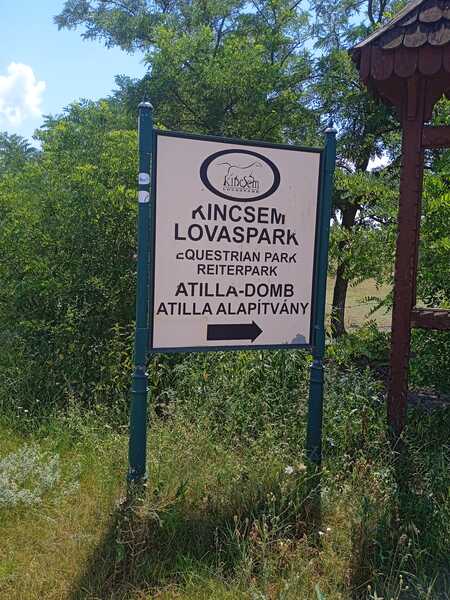 Kincsem
LOVASPARK
KINCSEM
LOVASPARK
EQUESTRIAN PARK
REITERPARK
ATILLA-DOMB
ATILLA ALAPÍTVÁNY